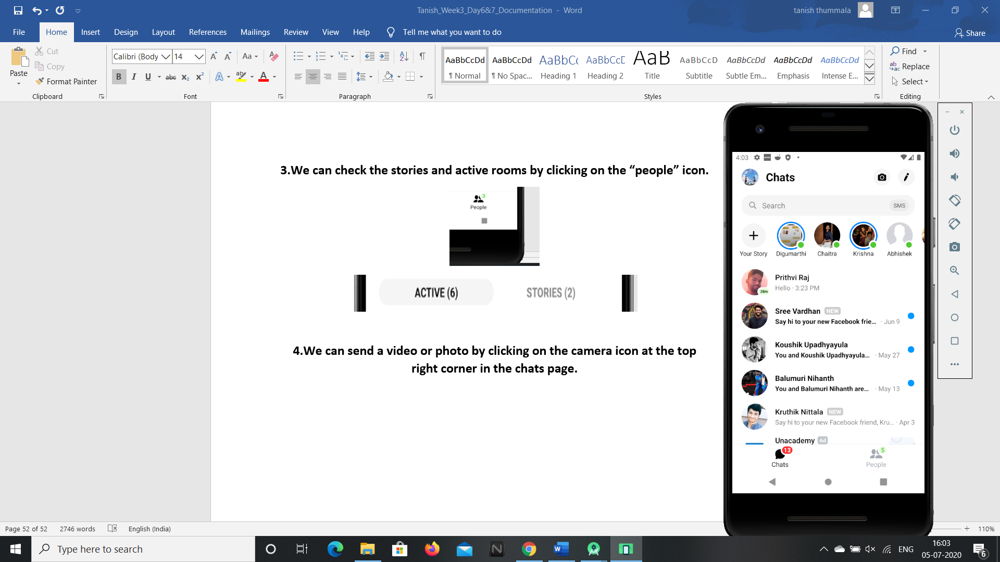 Tanish_Week3_Day6&7_Documentation - Word
tanish thummala
File Home Insert Design Layout References Mailings Review View Help Tell me what you want to do
Share
Paste
Cut
Copy
Format Painter
Clipboard
Calibri (Body 14
Aa
B I U abc x₂ x² A ab A
Font
Paragraph
AaBbCcDd AaBbCcDd AaBbCc AaBbCcD AaB AaBbCcD AaBbCcDd AaBbCcDd AaBbCcDd
¶ Normal ¶ No Spac... Heading 1 Heading 2 Title Subtitle Subtle Em... Emphasis Intense E...
Styles
Find
Replace
Select
Editing
3.We can check the stories and active rooms by clicking on the “people” icon.
3
People
ACTIVE (6) STORIES (2)
4.We can send a video or photo by clicking on the camera icon at the top
right corner in the chats page.
4:03
Chats
Search SMS
Your Story Digumarthi Chaitra Krishna Abhishek
Prithvi Raj
Hello · 3:23 PM
38m
Sree Vardhan NEW
Say hi to your new Facebook frie... · Jun 9
Koushik Upadhyayula
You and Koushik Upadhyayula... · May 27
Balumuri Nihanth
You and Balumuri Nihanth are... · May 13
Kruthik Nittala NEW
Say hi to your new Facebook friend, Kru... · Apr 3
Unacademy Ad
13 5
Chats People
Page 52 of 52 2746 words English (India) 110%
Type here to search
ENG
16:03
05-07-2020
6